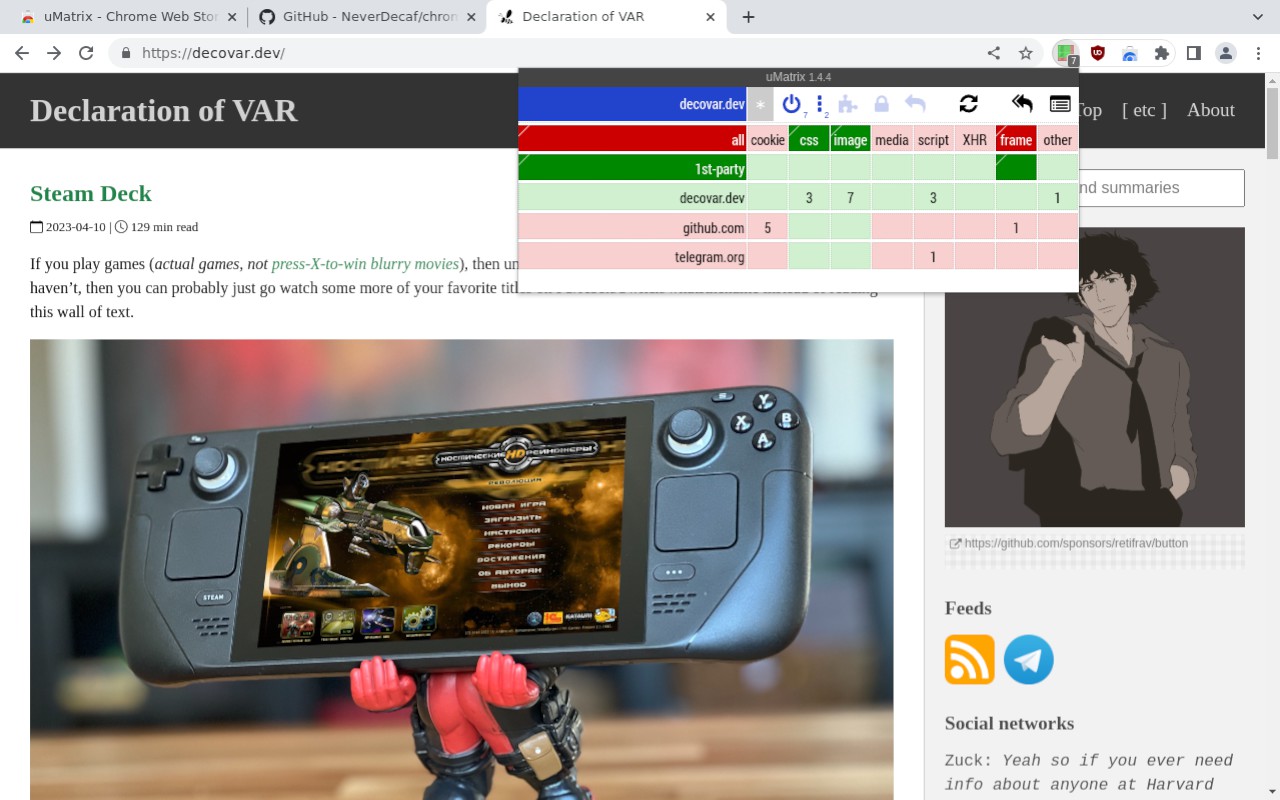 uMatrix - Chrome Web Stor
GitHub - NeverDecaf/chrom
Declaration of VAR
https://decovar.dev/
7
uMatrix 1.4.4
decovar.dev * 7 2
all cookie css image media script XHR frame other
1st-party
decovar.dev 3 7 3 1
github.com 5 1
telegram.org 1
Declaration of VAR
Top [ etc ] About
Steam Deck
2023-04-10 | 129 min read
nd summaries
If you play games (actual games, not press-X-to-win blurry movies), then un
haven't, then you can probably just go watch some more of your favorite
this wall of text.
НОВАЯ ИГРА
ЗАГРУЗИТЬ
НАСТРОЙКИ
РЕКОРДЫ
ДОСТИЖЕНИЯ
ОБ АВТОРАХ
ВЫХОД
STEAM
Y
X
B
A
https://github.com/sponsors/retifrav/button
Feeds
Social networks
Zuck: Yeah so if you ever need
info about anyone at Harvard